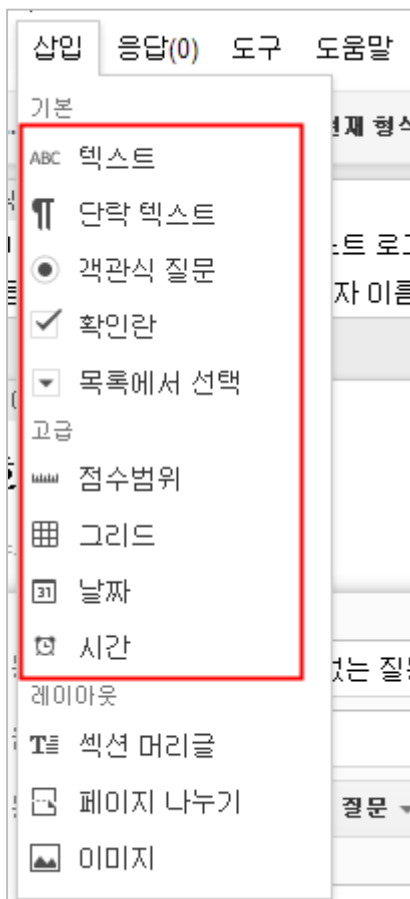 삽입 응답(0) 도구 도움말
기본
ABC 텍스트
¶ 단락 텍스트
객관식 질문
확인란
목록에서 선택
고급
점수범위
그리드
31 날짜
시간
레이아웃
T 섹션 머리글
페이지 나누기
질문
이미지